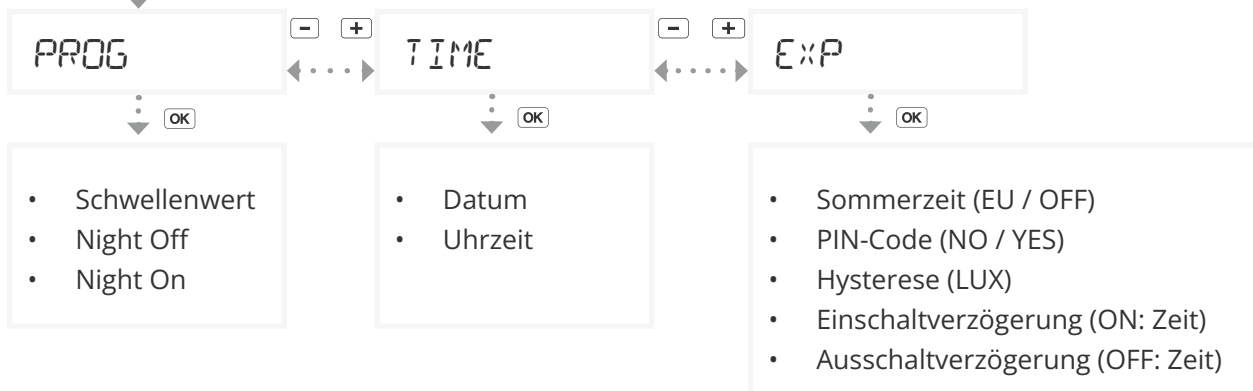 PROG
- +
TIME
- +
EXP
OK
OK
OK
• Schwellenwert
• Night Off
• Night On
• Datum
• Uhrzeit
• Sommerzeit (EU / OFF)
• PIN-Code (NO / YES)
• Hysterese (LUX)
• Einschaltverzögerung (ON: Zeit)
• Ausschaltverzögerung (OFF: Zeit)